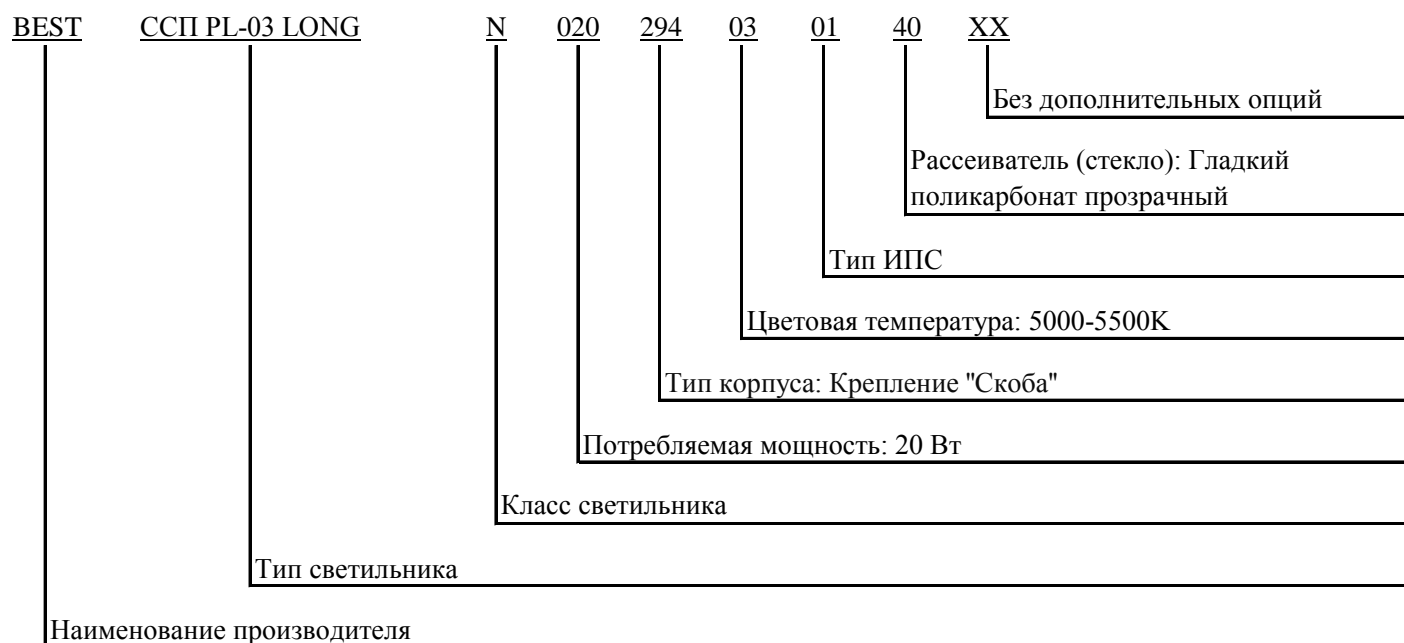 BEST ССП PL-03 LONG N 020 294 03 01 40 XX
Без дополнительных опций
Рассеиватель (стекло): Гладкий
поликарбонат прозрачный
Тип ИПС
Цветовая температура: 5000-5500K
Тип корпуса: Крепление "Скоба"
Потребляемая мощность: 20 Вт
Класс светильника
Тип светильника
Наименование производителя